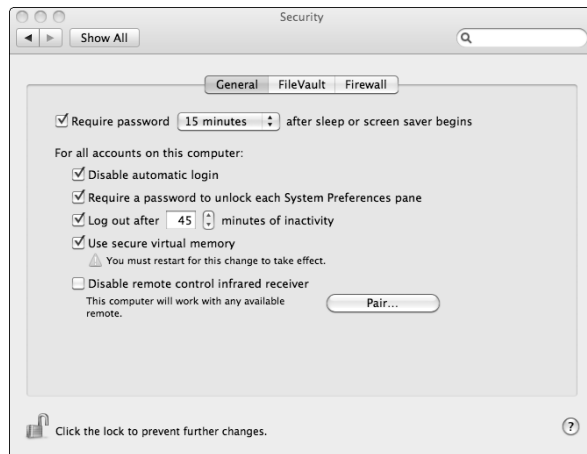 Security
Show All
General FileVault Firewall
Require password 15 minutes after sleep or screen saver begins
For all accounts on this computer:
Disable automatic login
Require a password to unlock each System Preferences pane
Log out after 45 minutes of inactivity
Use secure virtual memory
You must restart for this change to take effect.
Disable remote control infrared receiver
This computer will work with any available
remote.
Pair...
Click the lock to prevent further changes.
?